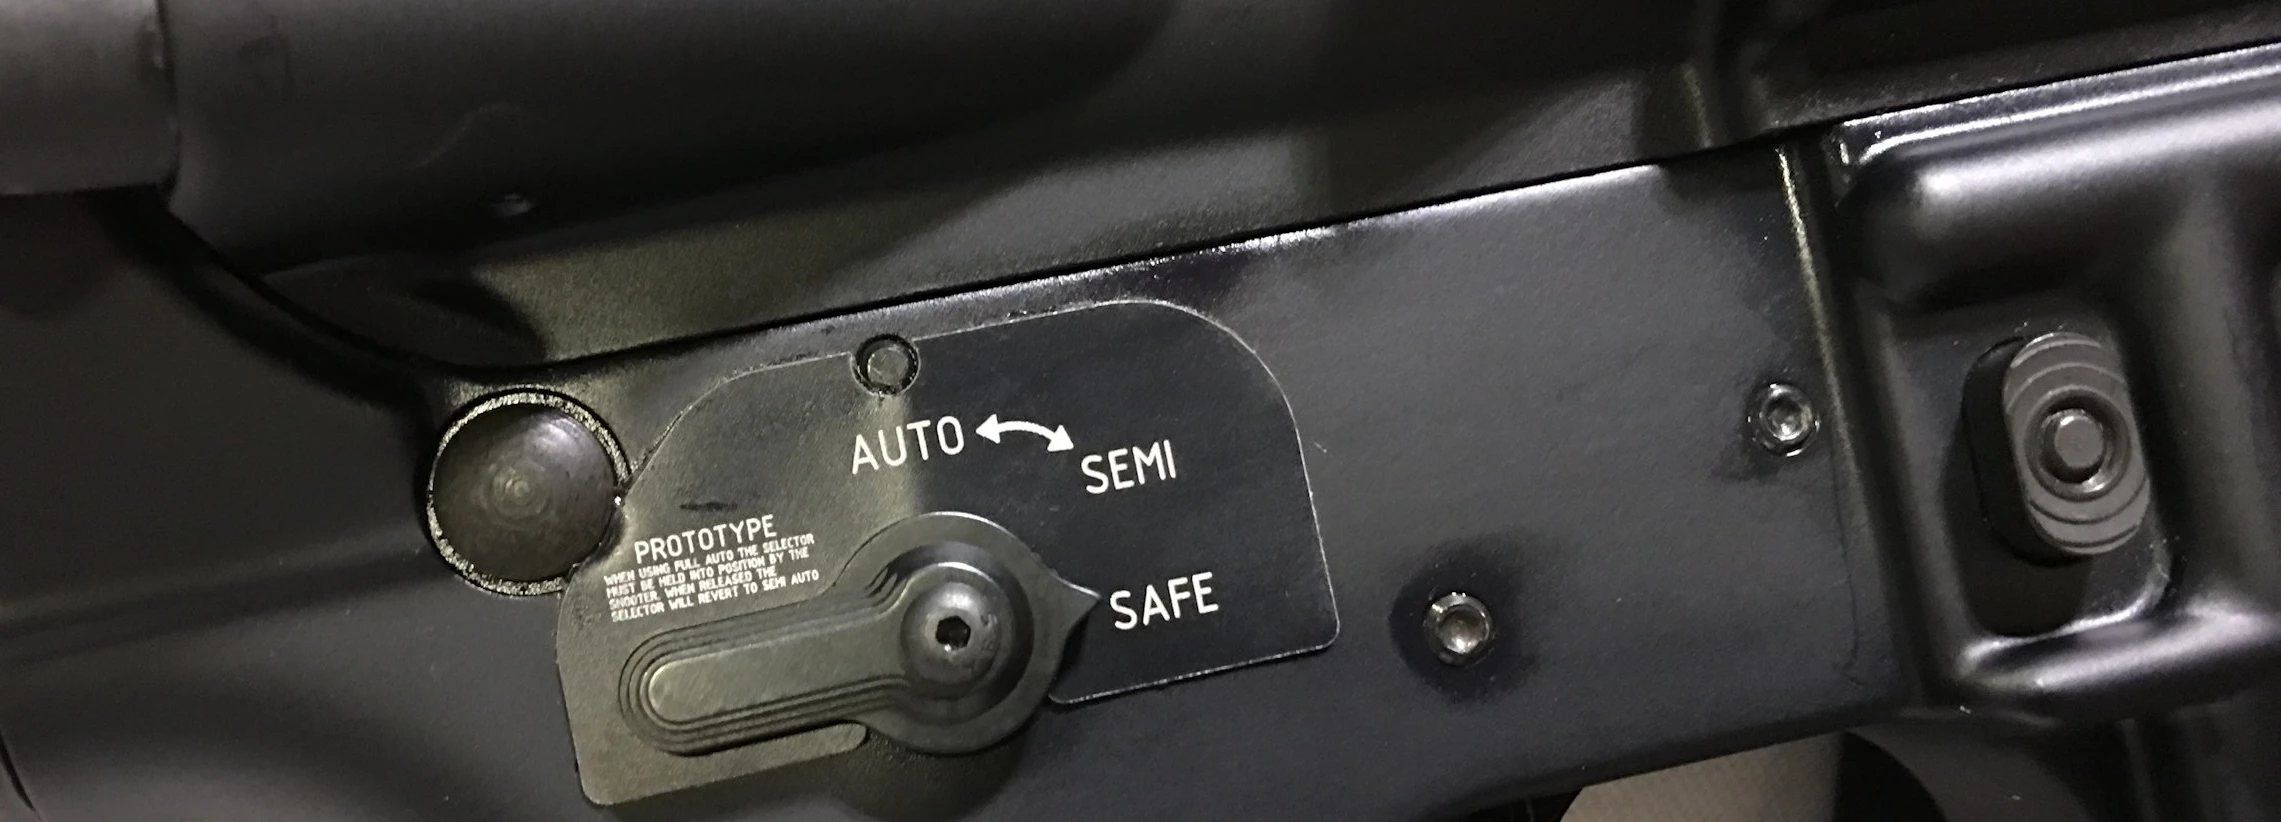 AUTO
SEMI
PROTOTYPE
WHEN USING FULL AUTO THE SELECTOR
MUST BE HELD INTO POSITION BY THE
SHOOTER. WHEN RELEASED THE
SELECTOR WILL REVERT TO SEMI AUTO
SAFE